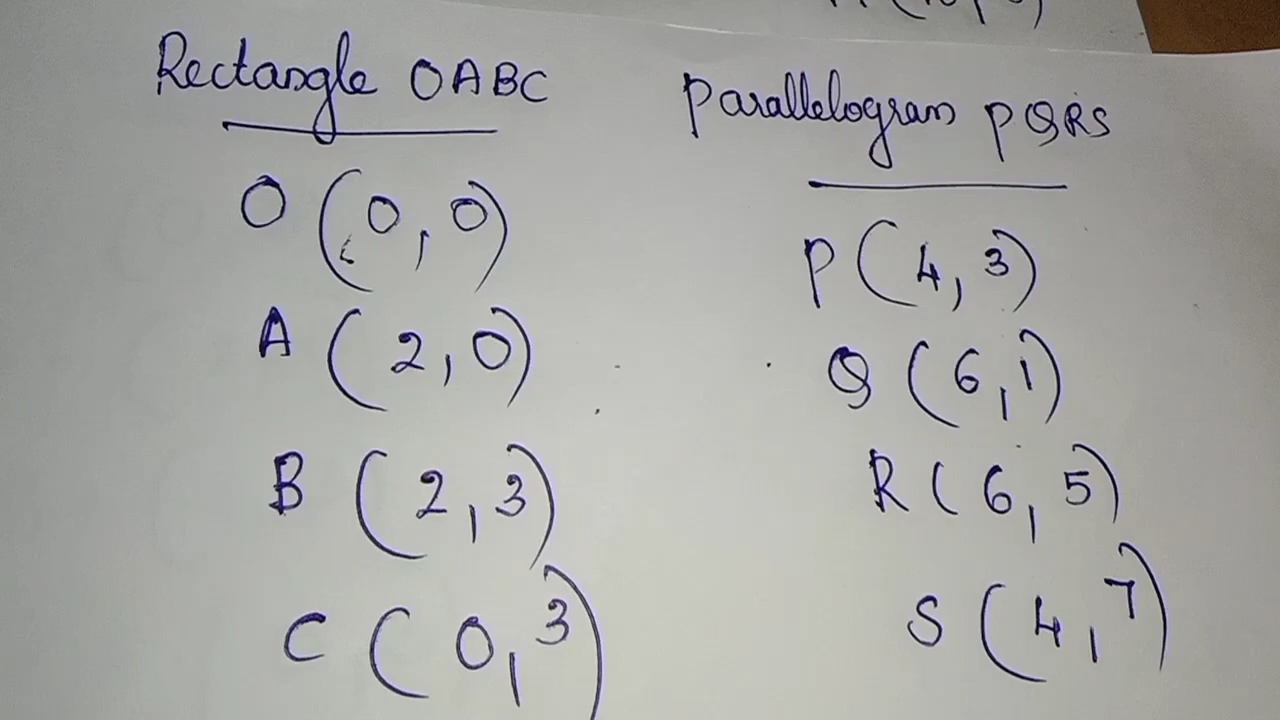 Rectangle OABC
O (0, 0)
A (2, 0)
B (2, 3)
C (0, 3)
Parallelogram PQRS
P (4, 3)
Q (6, 1)
R (6, 5)
S (4, 7)